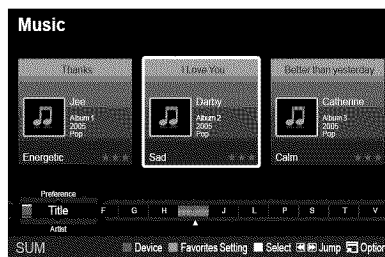 Music
Thanks
I Love You
Better than yesterday
Jee
Album 1
2005
Pop
Energetic
Darby
Album 2
2005
Pop
Sad
Catherine
Album 3
2005
Pop
Calm
Preference
Title
Artist
F G H J L P S T V
SUM Device Favorites Setting Select Jump Option